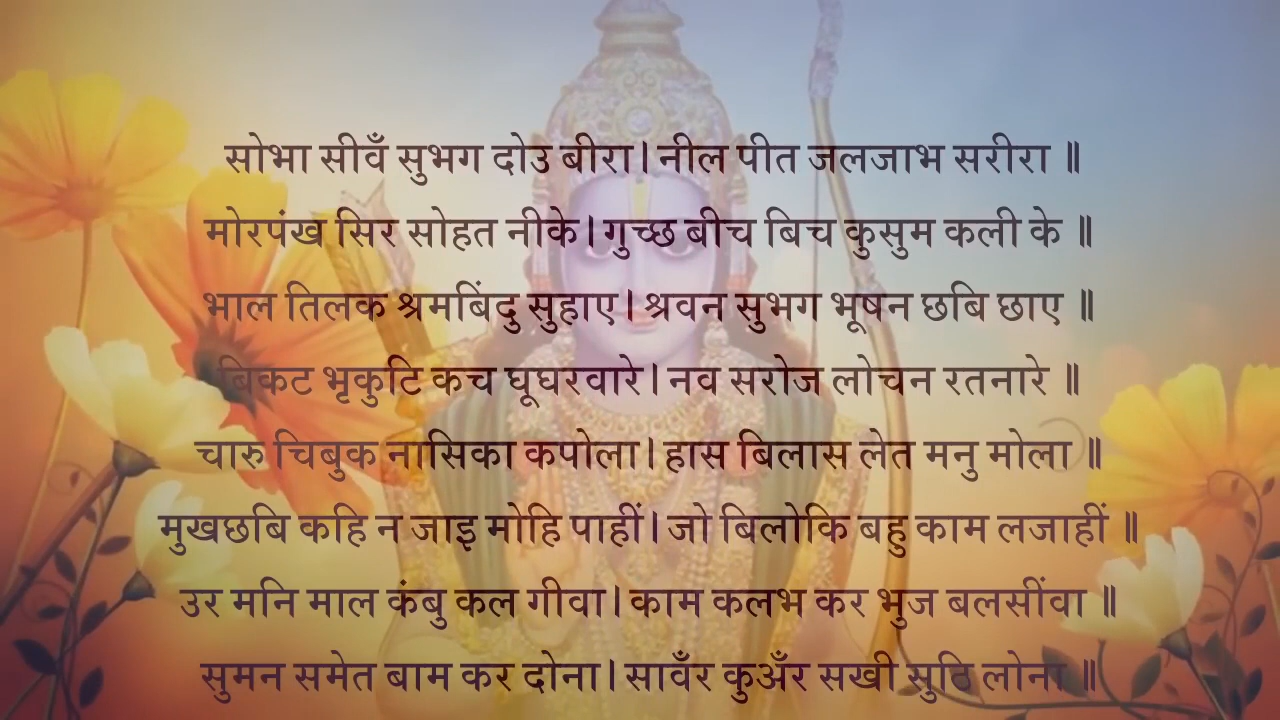 सोभा सीवँ सुभग दोउ बीरा। नील पीत जलजाभ सरीरा ॥
मोरपंख सिर सोहत नीके। गुच्छ बीच बिच कुसुम कली के ॥
भाल तिलक श्रमबिंदु सुहाए। श्रवन सुभग भूषन छबि छाए ॥
बिकट भृकुटि कच घूघरवारे। नव सरोज लोचन रतनारे ॥
चारु चिबुक नासिका कपोला। हास बिलास लेत मनु मोला ॥
मुखछबि कहि न जाइ मोहि पाहीं। जो बिलोकि बहु काम लजाहीं ॥
उर मनि माल कंबु कल गीवा। काम कलभ कर भुज बलसींवा ॥
सुमन समेत बाम कर दोना। सावँर कुअँर सखी सुठि लोना ॥